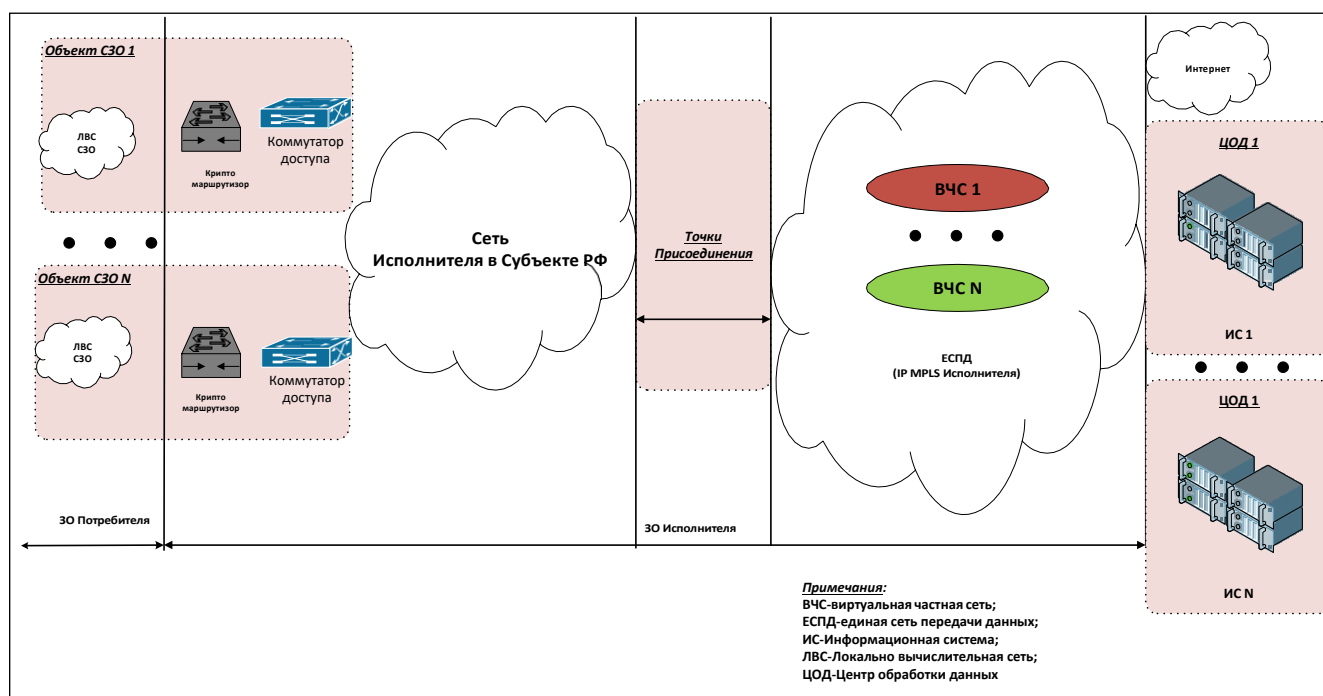 Объект СЗО 1
ЛВС
СЗО
Крипто
маршрутизор
Коммутатор
доступа
Объект СЗО N
ЛВС
СЗО
Крипто
маршрутизор
Коммутатор
доступа
Сеть
Исполнителя в Субъекте РФ
Точки
Присоединения
ВЧС 1
ВЧС N
ЕСПД
(IP MPLS Исполнителя)
Интернет
ЦОД 1
ИС 1
ЦОД 1
ИС N
ЗО Потребителя
ЗО Исполнителя
Примечания:
ВЧС-виртуальная частная сеть;
ЕСПД-единая сеть передачи данных;
ИС-Информационная система;
ЛВС-Локально вычислительная сеть;
ЦОД-Центр обработки данных